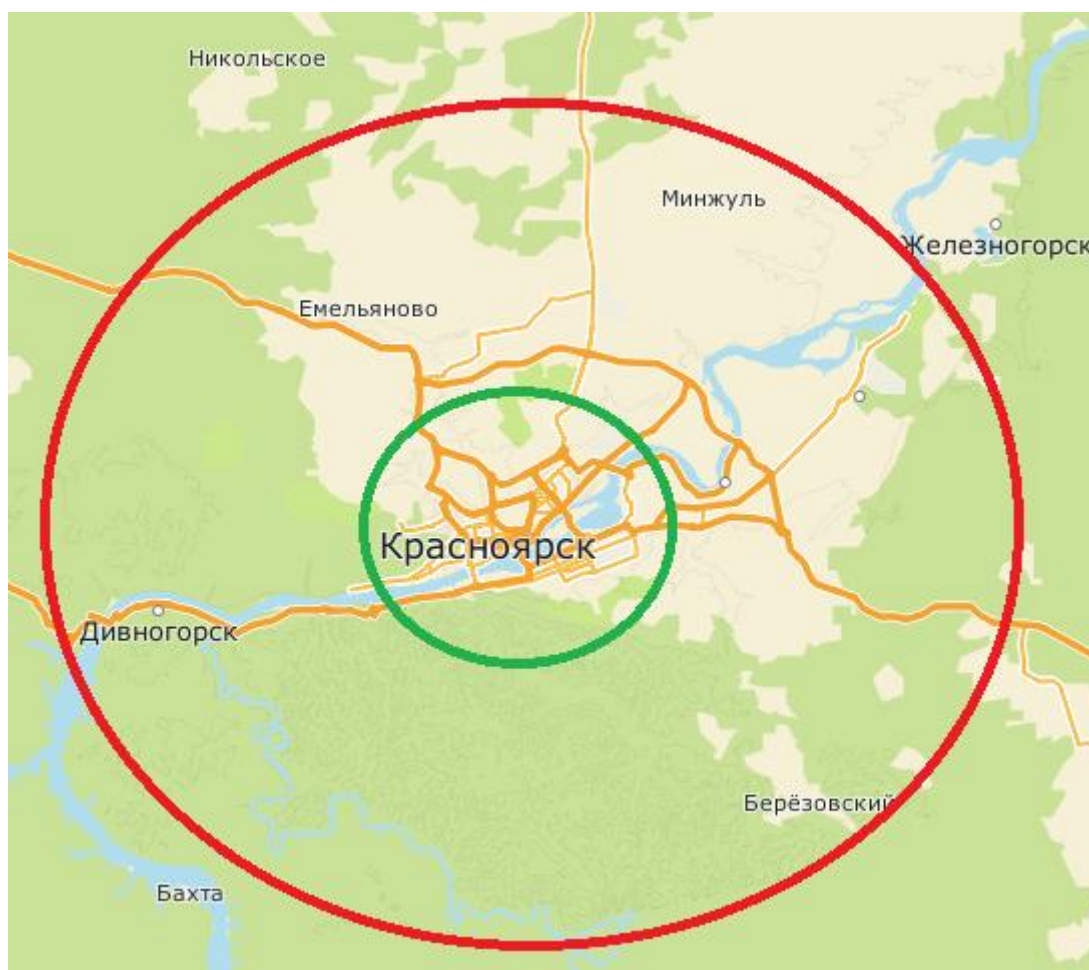 Никольское
Минжуль
Железногорск
Емельяново
Красноярск
Дивногорск
Берёзовский
Бахта